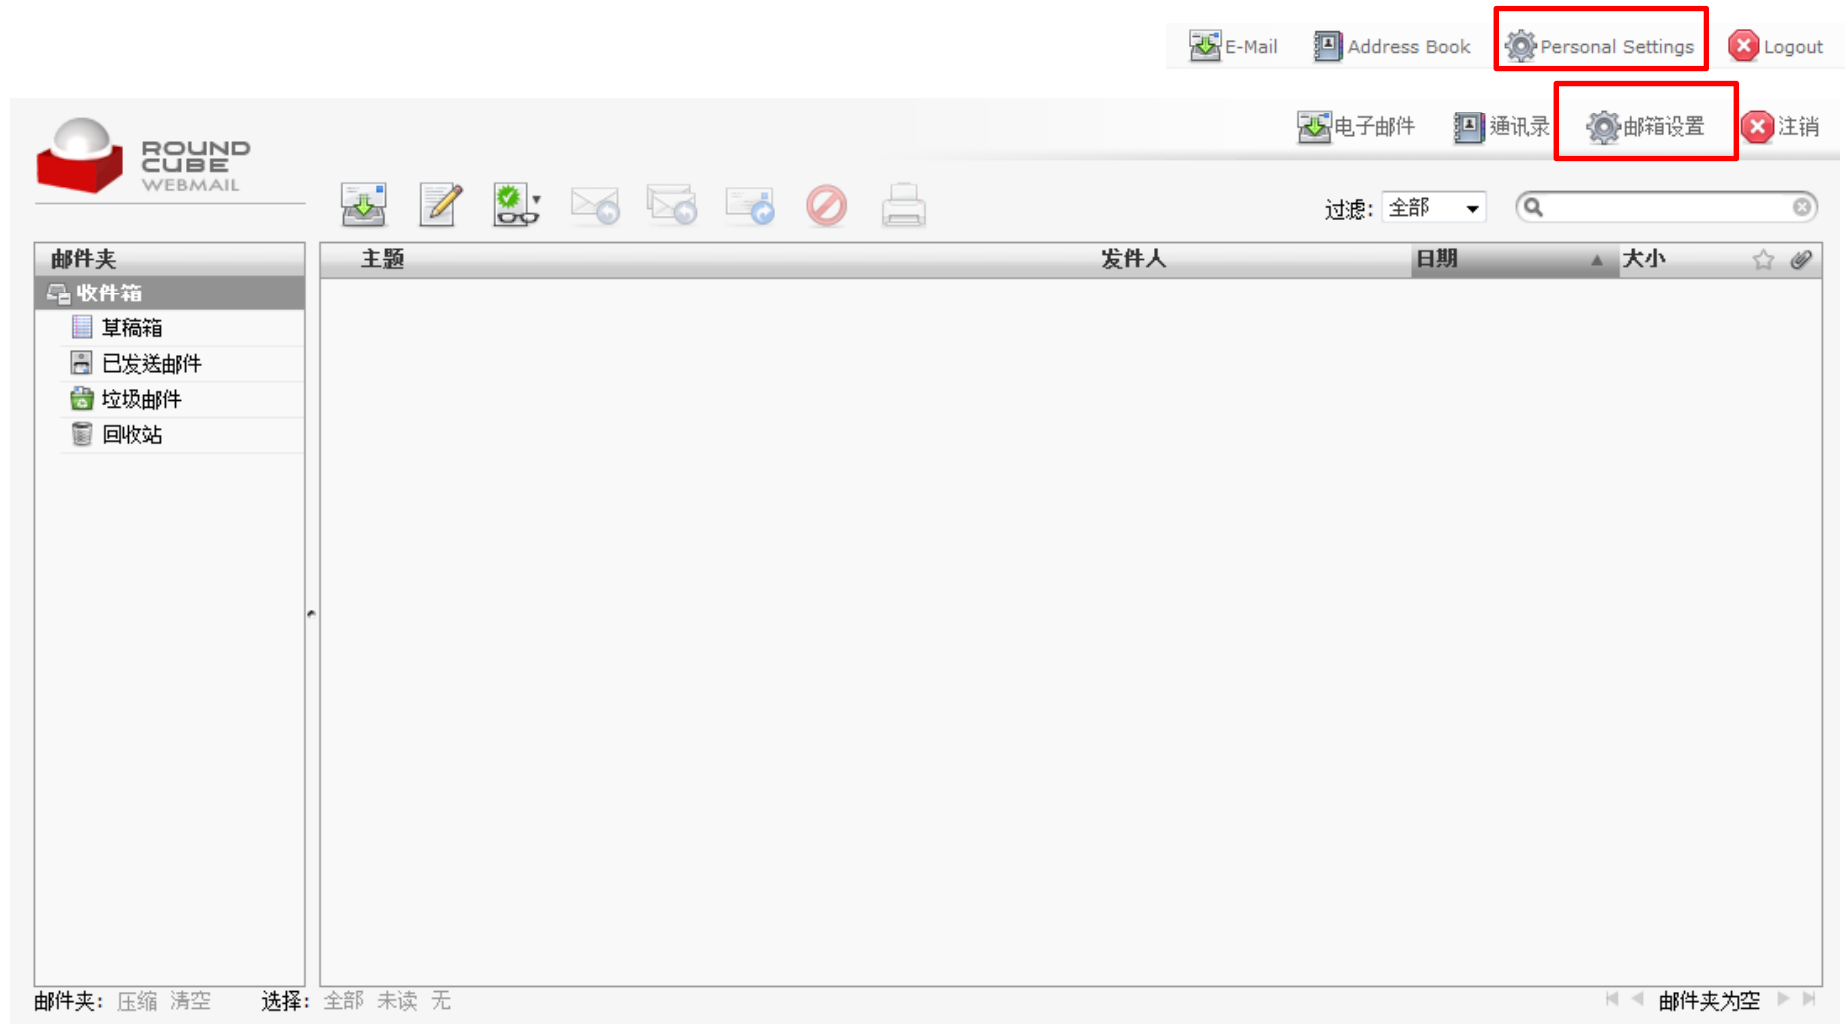 E-Mail Address Book Personal Settings Logout
电子邮件 通讯录 邮箱设置 注销
ROUND
CUBE
WEBMAIL
过滤: 全部
邮件夹 主题 发件人 日期 大小
收件箱
草稿箱
已发送邮件
垃圾邮件
回收站
邮件夹: 压缩 清空 选择: 全部 未读 无 邮件夹为空